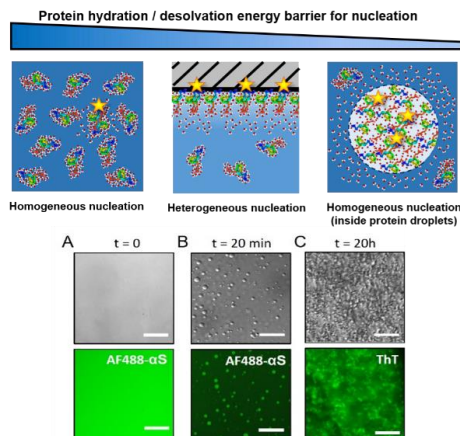 Protein hydration / desolvation energy barrier for nucleation
Homogeneous nucleation
Heterogeneous nucleation
Homogeneous nucleation
(inside protein droplets)
A t = 0
B t = 20 min
C t = 20h
AF488-αS
AF488-αS
ThT